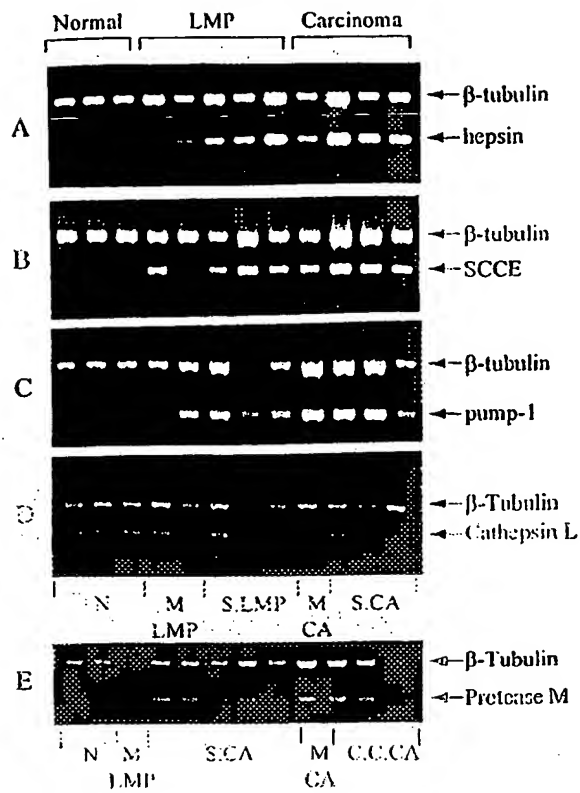 Normal LMP Carcinoma
A
β-tubulin
hepsin
B
β-tubulin
SCCE
C
β-tubulin
pump-1
D
β-Tubulin
Cathepsin L
N M S.LMP M S.CA
LMP CA
E
β-Tubulin
Protease M
N M S.CA M C.C.CA
LMP CA